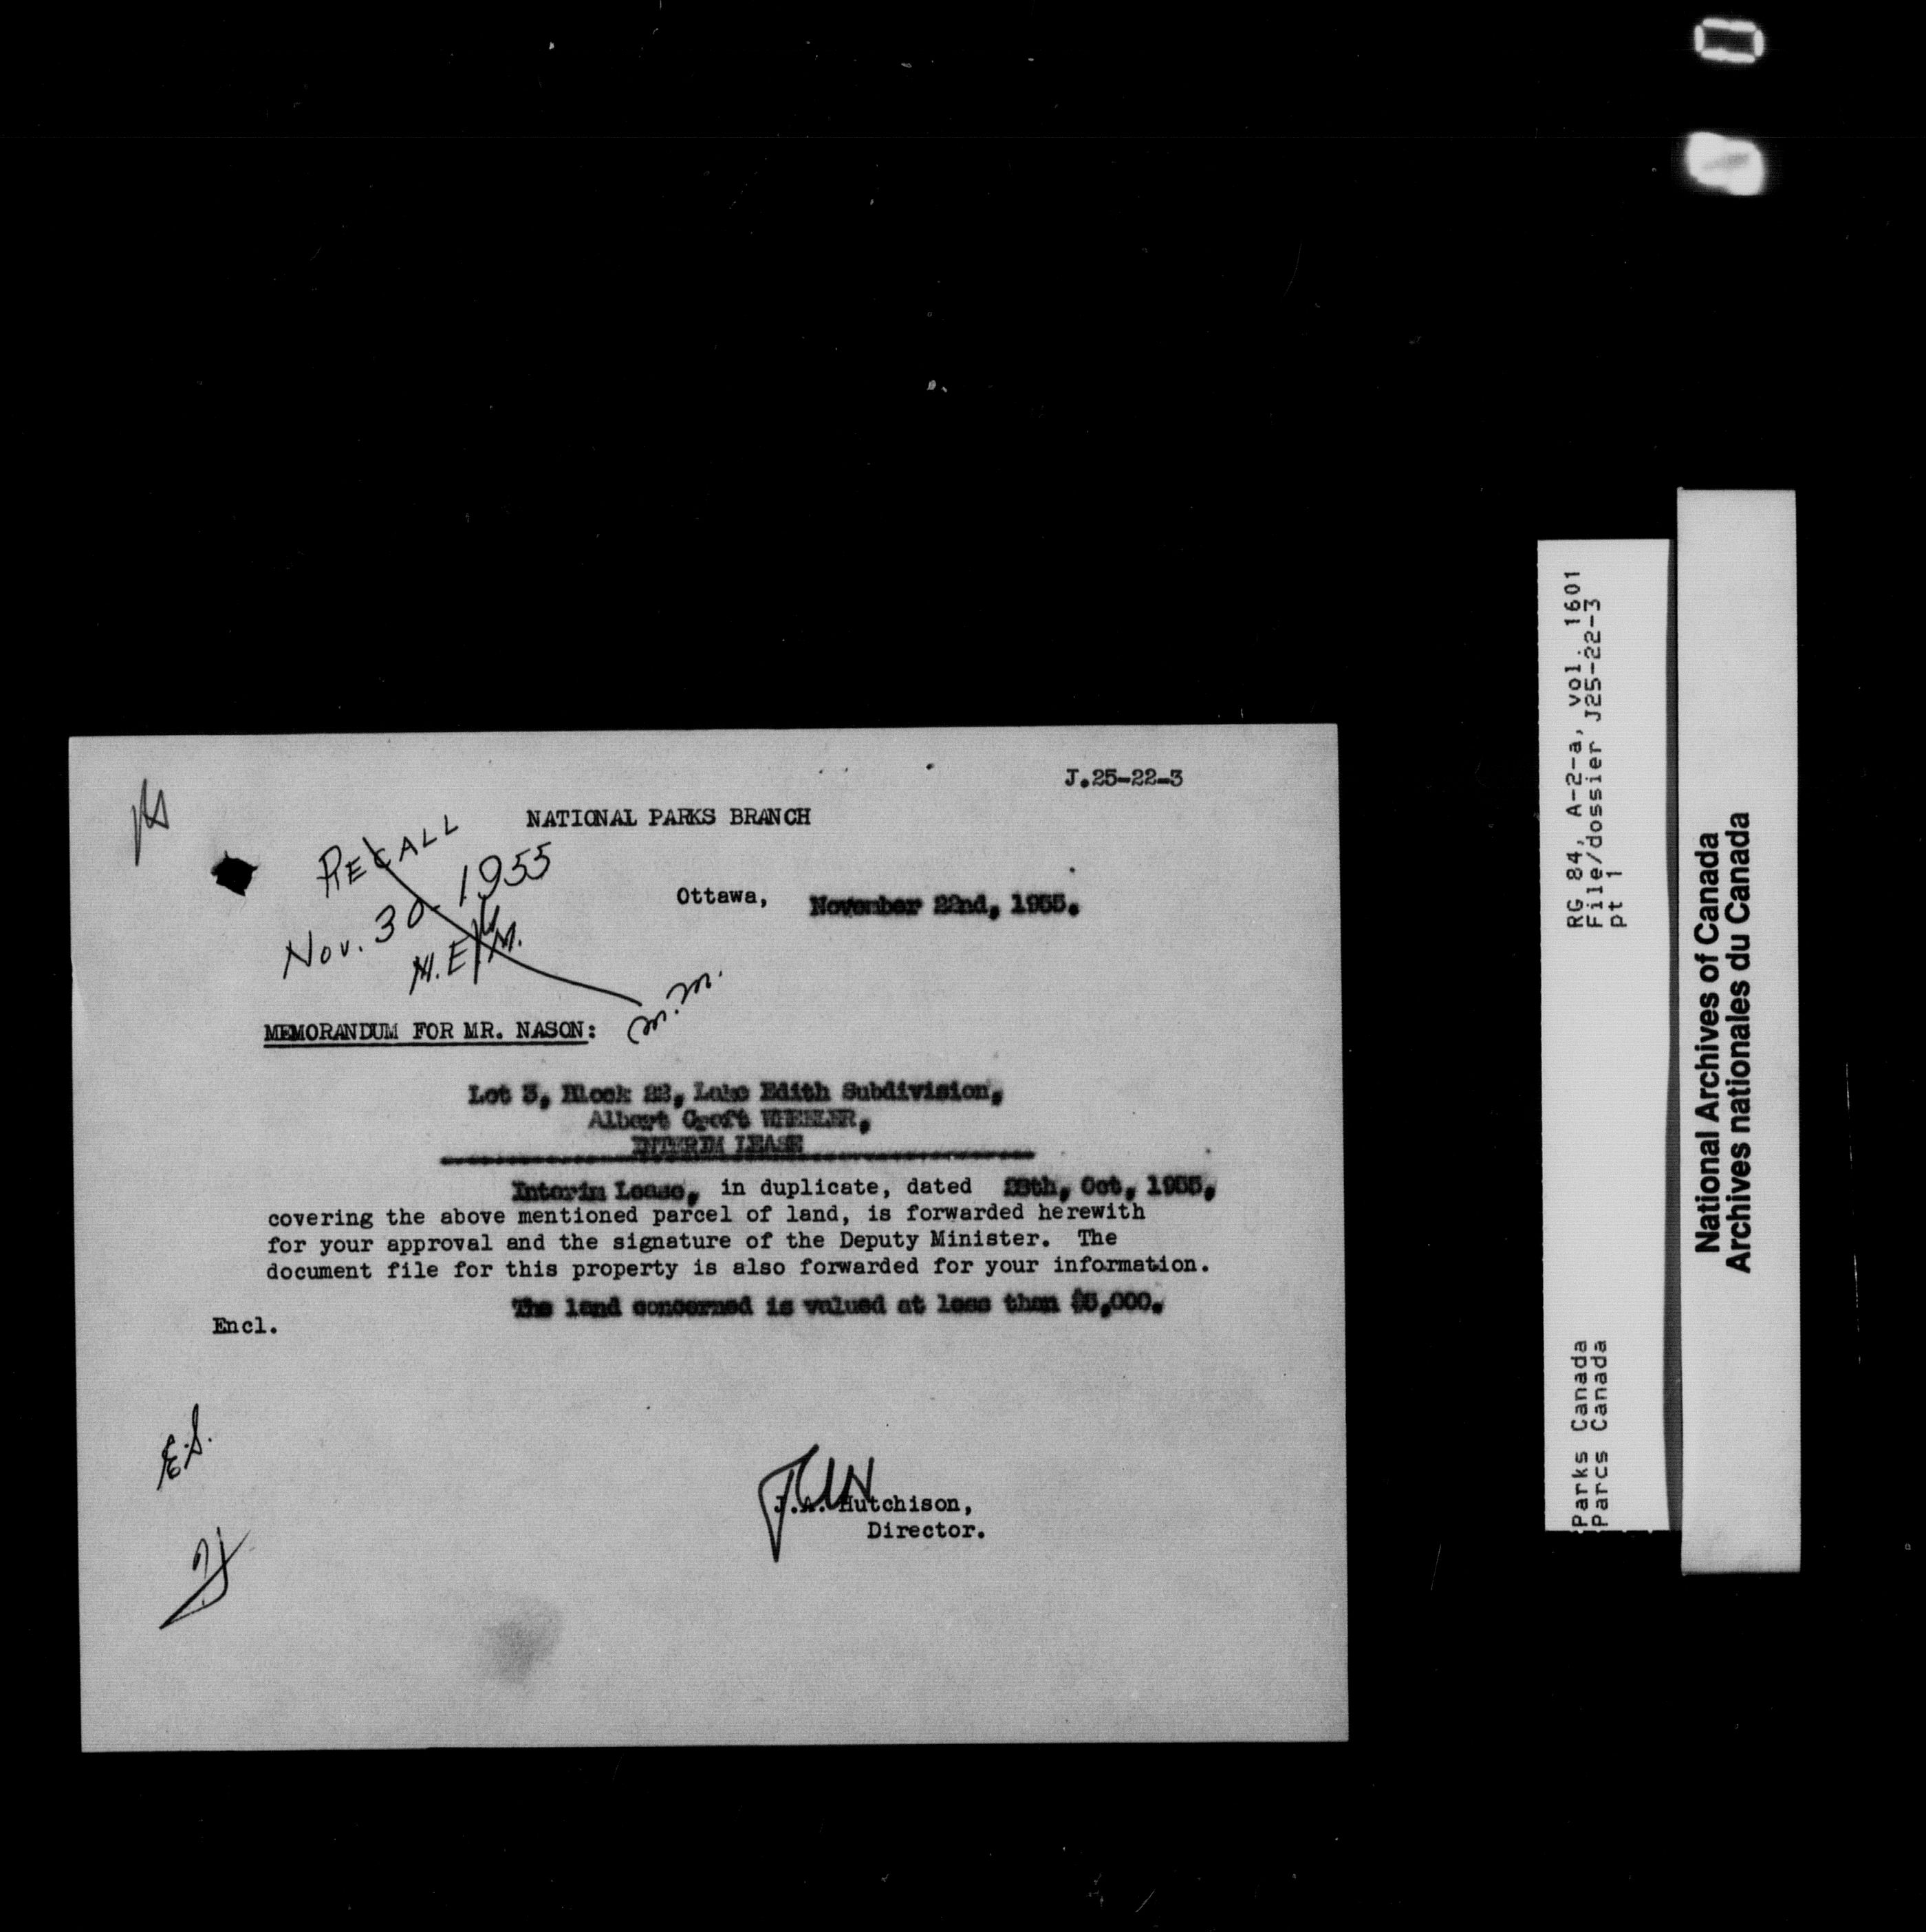 J.25-22-3
NATIONAL PARKS BRANCH
RECALL
Nov. 30 - 1955
Ottawa, November 22nd, 1955.
m.m.
MEMORANDUM FOR MR. NASON:
Lot 3, Block 22, Lake Edith Subdivision,
Albert Croft WHEELER,
INTERIM LEASE
Interim Lease, in duplicate, dated 28th, Oct, 1955,
covering the above mentioned parcel of land, is forwarded herewith
for your approval and the signature of the Deputy Minister. The
document file for this property is also forwarded for your information.
The land concerned is valued at less than $5,000.
Encl.
E.S.
J.A. Hutchison,
Director.
RG 84, A-2-a, vol. 1601
File/dossier J25-22-3
pt 1
Parks Canada
Parcs Canada
National Archives of Canada
Archives nationales du Canada